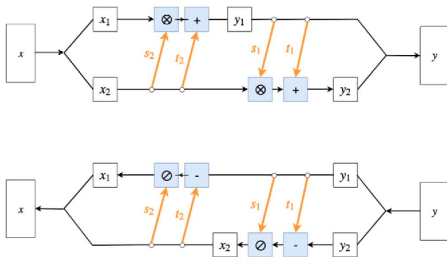 x₁ ⊗ + y₁
x s₂ t₂ s₁ t₁ y
x₂ ⊗ + y₂
x₁ ⊘ - y₁
x s₂ t₂ s₁ t₁ y
x₂ ⊘ - y₂